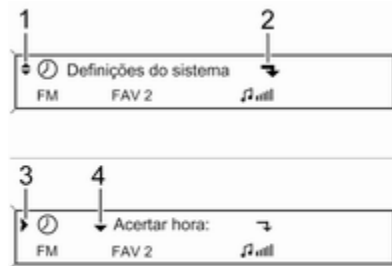 1 2
Definições do sistema
FM FAV 2
3 4
Acertar hora:
FM FAV 2